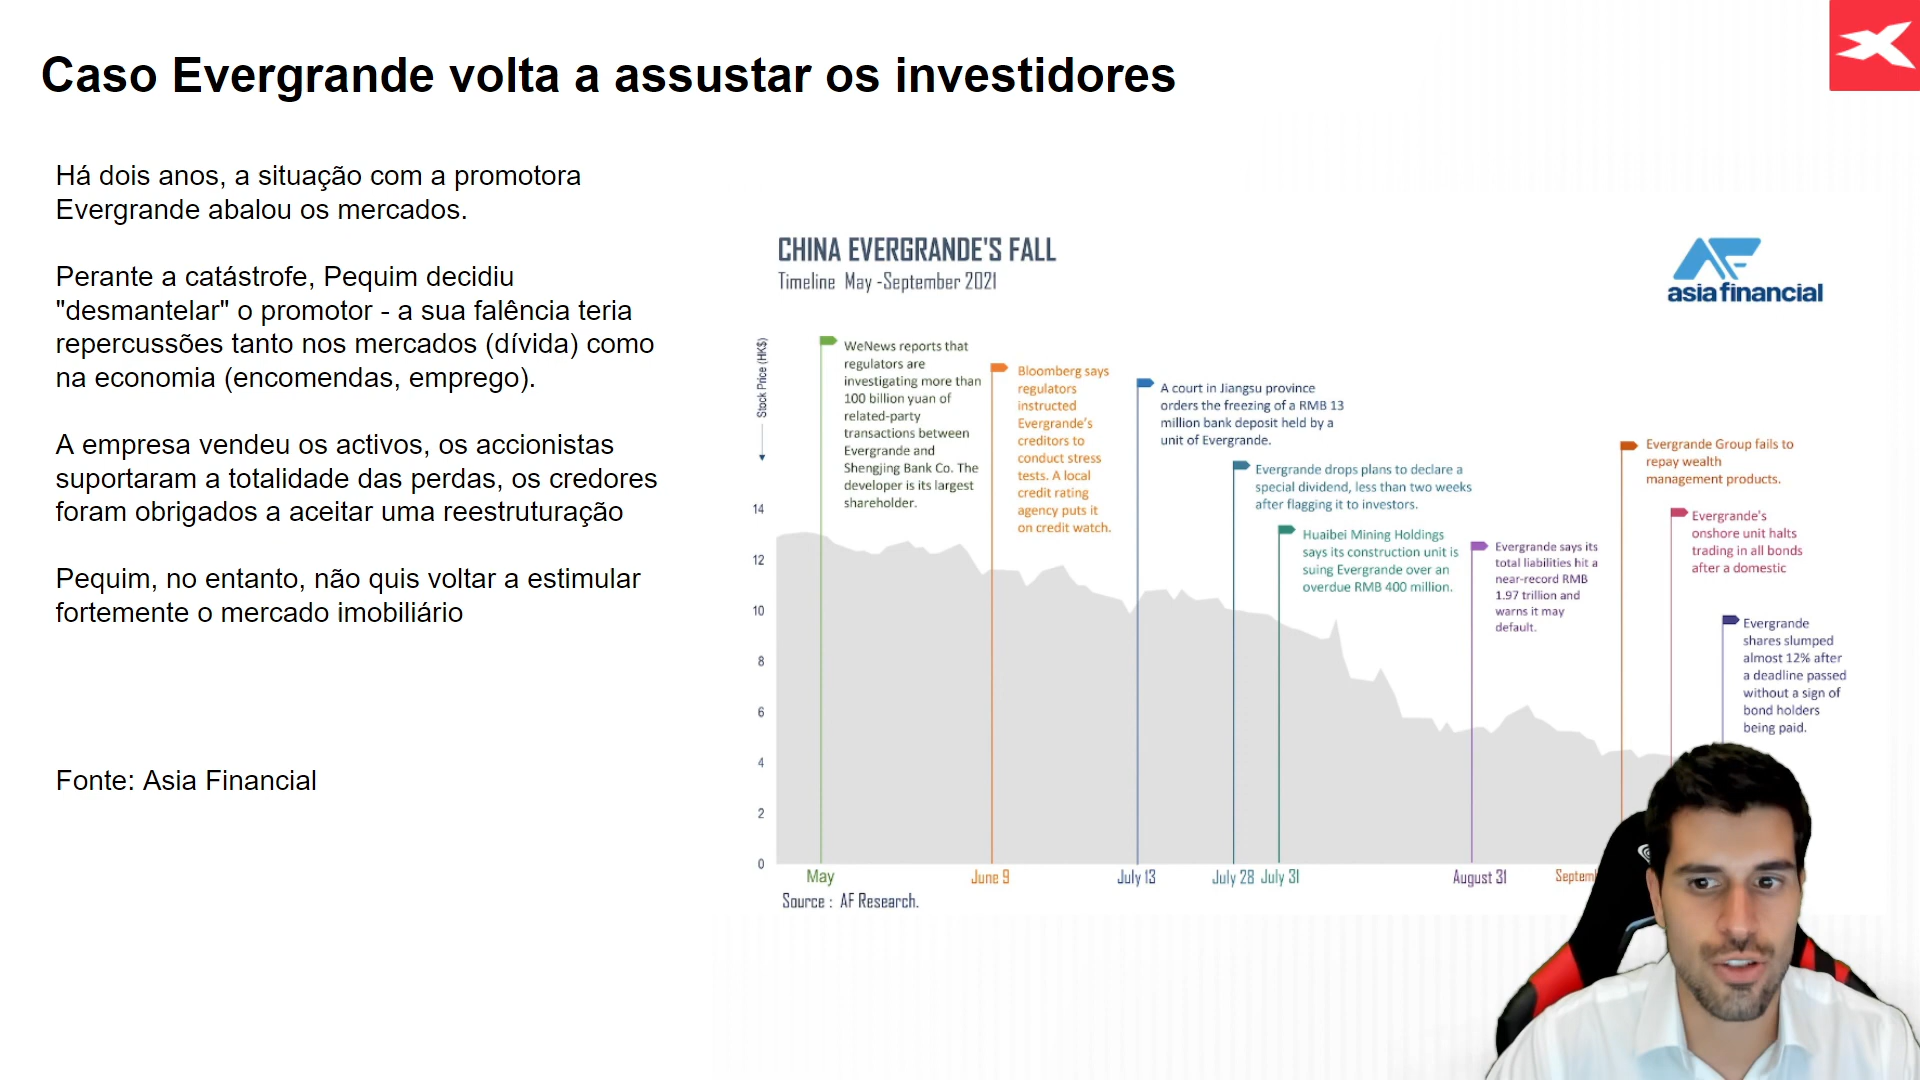 Caso Evergrande volta a assustar os investidores
Há dois anos, a situação com a promotora
Evergrande abalou os mercados.
Perante a catástrofe, Pequim decidiu
"desmantelar" o promotor - a sua falência teria
repercussões tanto nos mercados (dívida) como
na economia (encomendas, emprego).
A empresa vendeu os activos, os accionistas
suportaram a totalidade das perdas, os credores
foram obrigados a aceitar uma reestruturação
Pequim, no entanto, não quis voltar a estimular
fortemente o mercado imobiliário
Fonte: Asia Financial
CHINA EVERGRANDE'S FALL
Timeline May -September 2021
AF
asia financial
Stock Price (HK$)
WeNews reports that
regulators are
investigating more than
100 billion yuan of
related-party
transactions between
Evergrande and
Shengjing Bank Co. The
developer is its largest
shareholder.
Bloomberg says
regulators
instructed
Evergrande's
creditors to
conduct stress
tests. A local
credit rating
agency puts it
on credit watch.
A court in Jiangsu province
orders the freezing of a RMB 13
million bank deposit held by a
unit of Evergrande.
Evergrande drops plans to declare a
special dividend, less than two weeks
after flagging it to investors.
Huaibei Mining Holdings
says its construction unit is
suing Evergrande over an
overdue RMB 400 million.
Evergrande says its
total liabilities hit a
near-record RMB
1.97 trillion and
warns it may
default.
Evergrande Group fails to
repay wealth
management products.
Evergrande's
onshore unit halts
trading in all bonds
after a domestic
Evergrande
shares slumped
almost 12% after
a deadline passed
without a sign of
bond holders
being paid.
14
12
10
8
6
4
2
0
May
June 9
July 13
July 28
July 31
August 31
Septem
Source : AF Research.